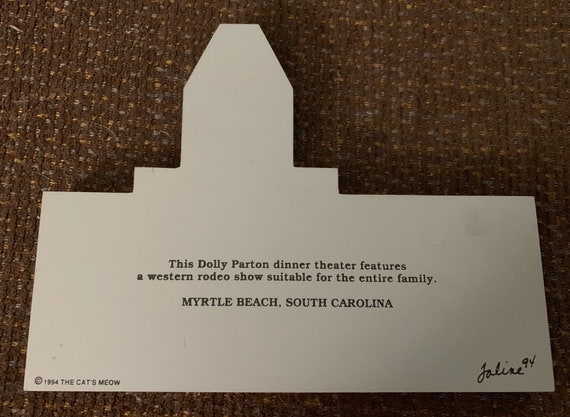 This Dolly Parton dinner theater features
a western rodeo show suitable for the entire family.
MYRTLE BEACH, SOUTH CAROLINA
© 1994 THE CAT'S MEOW
Faline 94